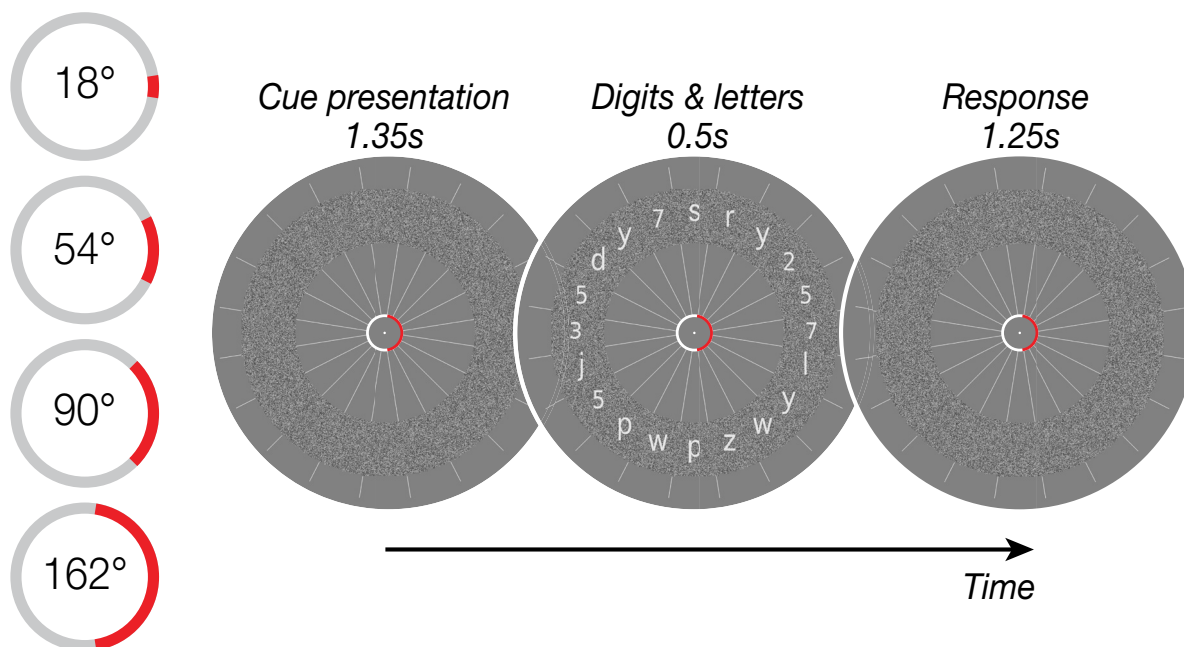 18°
54°
90°
162°
Cue presentation
1.35s
Digits & letters
0.5s
Response
1.25s
s
7 r
y y
d 2
5 5
3 7
j l
5 y
p w
w z
p
Time